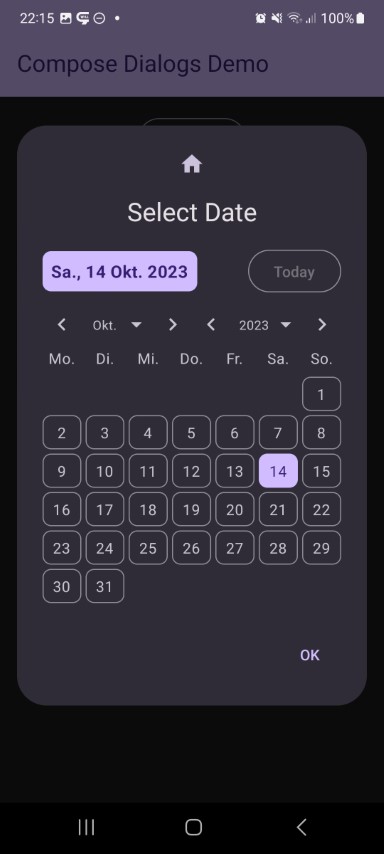 22:15 100%
Compose Dialogs Demo
Select Date
Sa., 14 Okt. 2023 Today
Okt. 2023
Mo. Di. Mi. Do. Fr. Sa. So.
1
2 3 4 5 6 7 8
9 10 11 12 13 14 15
16 17 18 19 20 21 22
23 24 25 26 27 28 29
30 31
OK